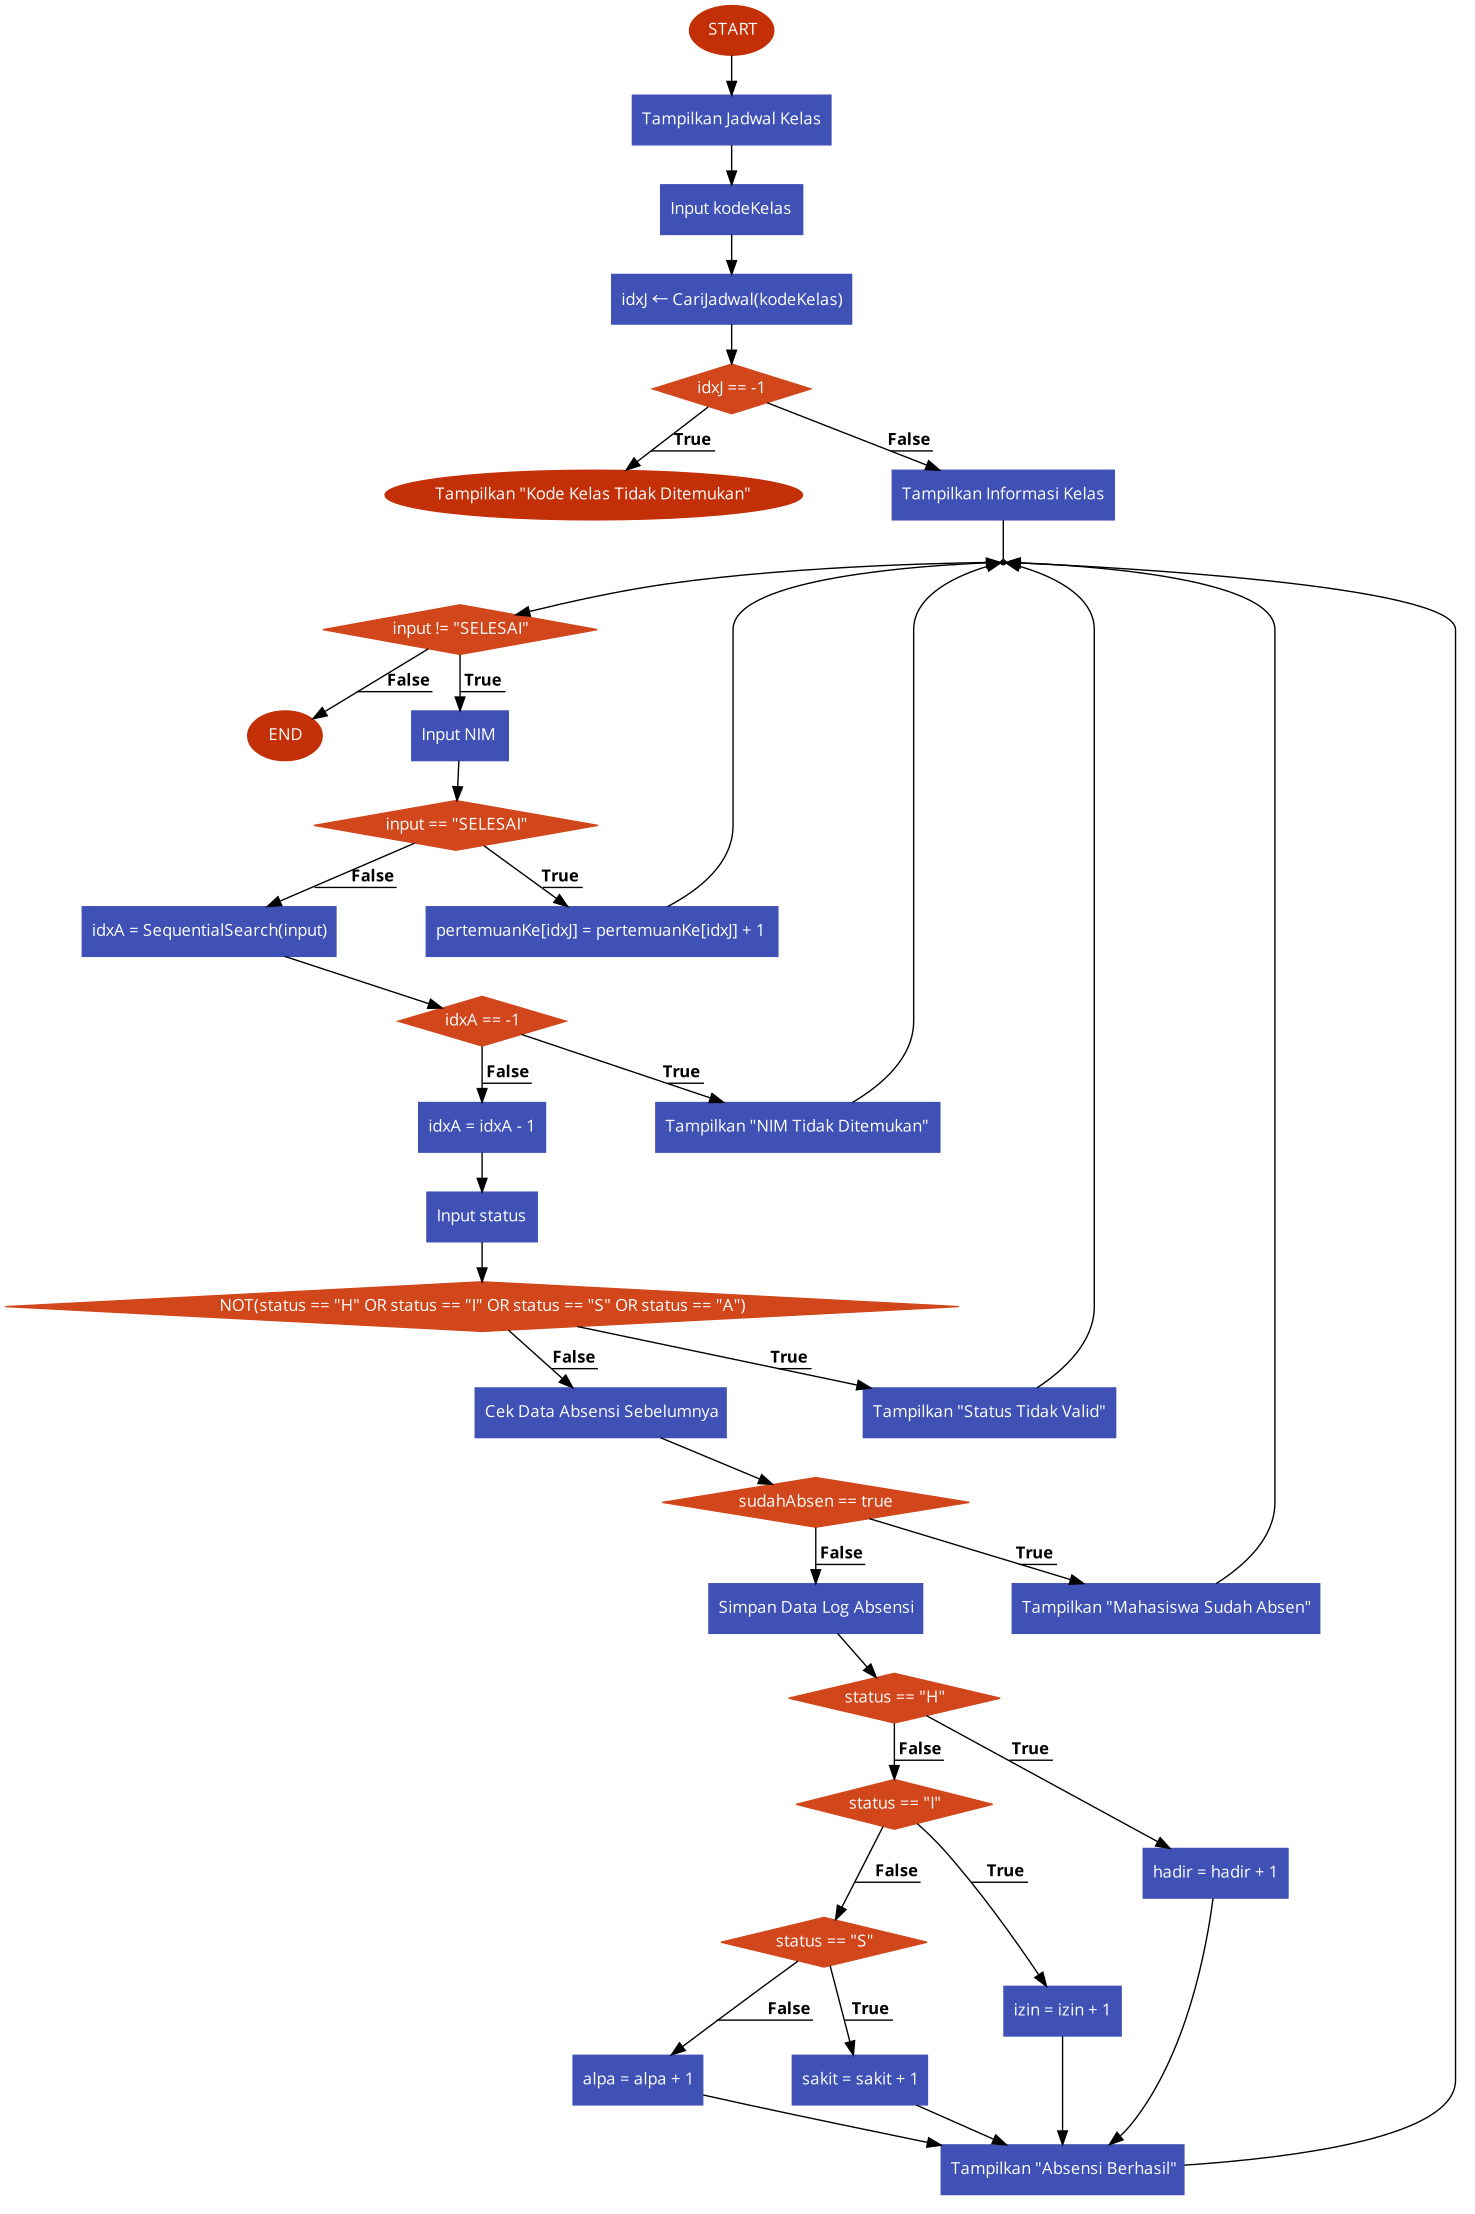 START
Tampilkan Jadwal Kelas
Input kodeKelas
idxJ ← CariJadwal(kodeKelas)
idxJ == -1
True
False
Tampilkan "Kode Kelas Tidak Ditemukan"
Tampilkan Informasi Kelas
input != "SELESAI"
False
True
END
Input NIM
input == "SELESAI"
False
True
idxA = SequentialSearch(input)
pertemuanKe[idxJ] = pertemuanKe[idxJ] + 1
idxA == -1
False
True
idxA = idxA - 1
Tampilkan "NIM Tidak Ditemukan"
Input status
NOT(status == "H" OR status == "I" OR status == "S" OR status == "A")
False
True
Cek Data Absensi Sebelumnya
Tampilkan "Status Tidak Valid"
sudahAbsen == true
False
True
Simpan Data Log Absensi
Tampilkan "Mahasiswa Sudah Absen"
status == "H"
False
True
status == "I"
False
True
hadir = hadir + 1
status == "S"
False
True
izin = izin + 1
alpa = alpa + 1
sakit = sakit + 1
Tampilkan "Absensi Berhasil"